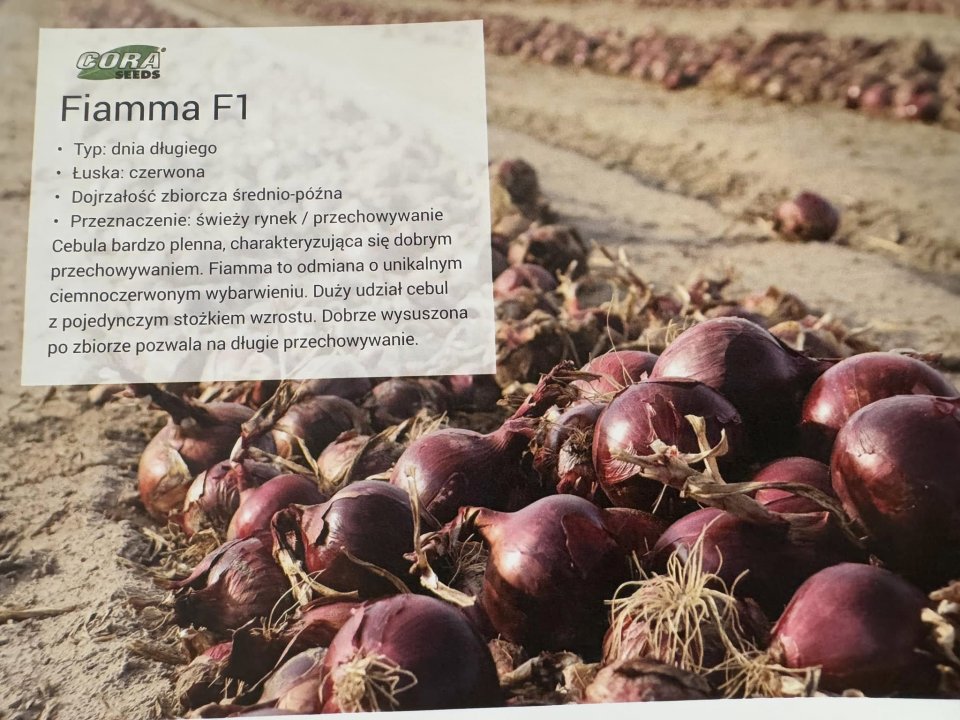 CORA
SEEDS
Fiamma F1
• Typ: dnia długiego
• Łuska: czerwona
• Dojrzałość zbiorcza średnio-późna
• Przeznaczenie: świeży rynek / przechowywanie
Cebula bardzo plenna, charakteryzująca się dobrym
przechowywaniem. Fiamma to odmiana o unikalnym
ciemnoczerwonym wybarwieniu. Duży udział cebul
z pojedynczym stożkiem wzrostu. Dobrze wysuszona
po zbiorze pozwala na długie przechowywanie.